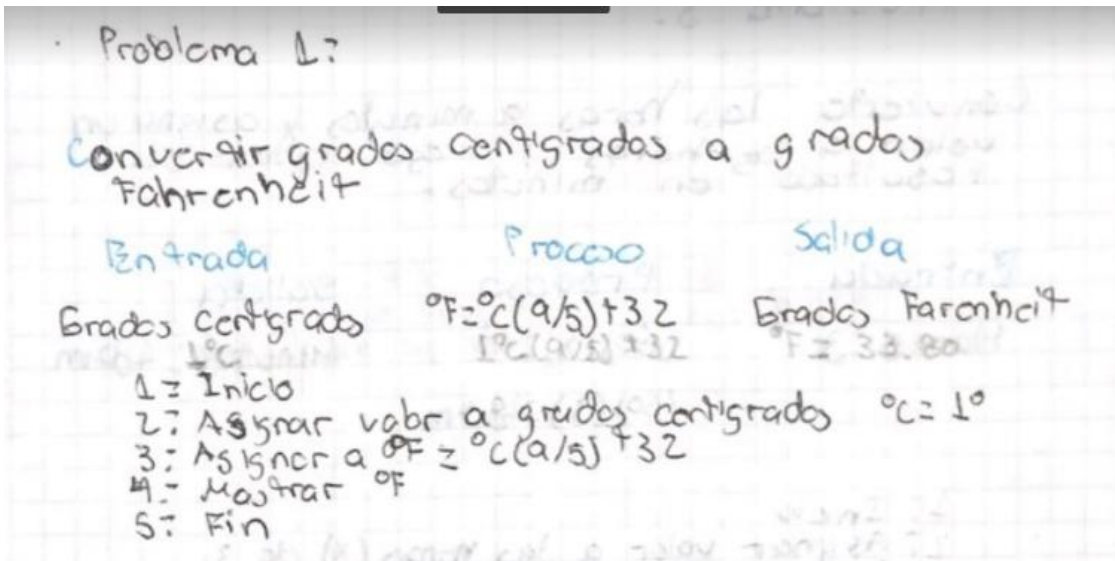 Problema 1:
Convertir grados centigrados a grados
Fahrenheit
Entrada Proceso Salida
Grados centigrados °F=°C(9/5)+32 Grados Farenheit
1°C 1°C(9/5)+32 °F = 33.80
1= Inicio
2: Asignar valor a grados centigrados °C= 1°
3: Asignar a °F = °C(9/5)+32
4.- Mostrar °F
5: Fin